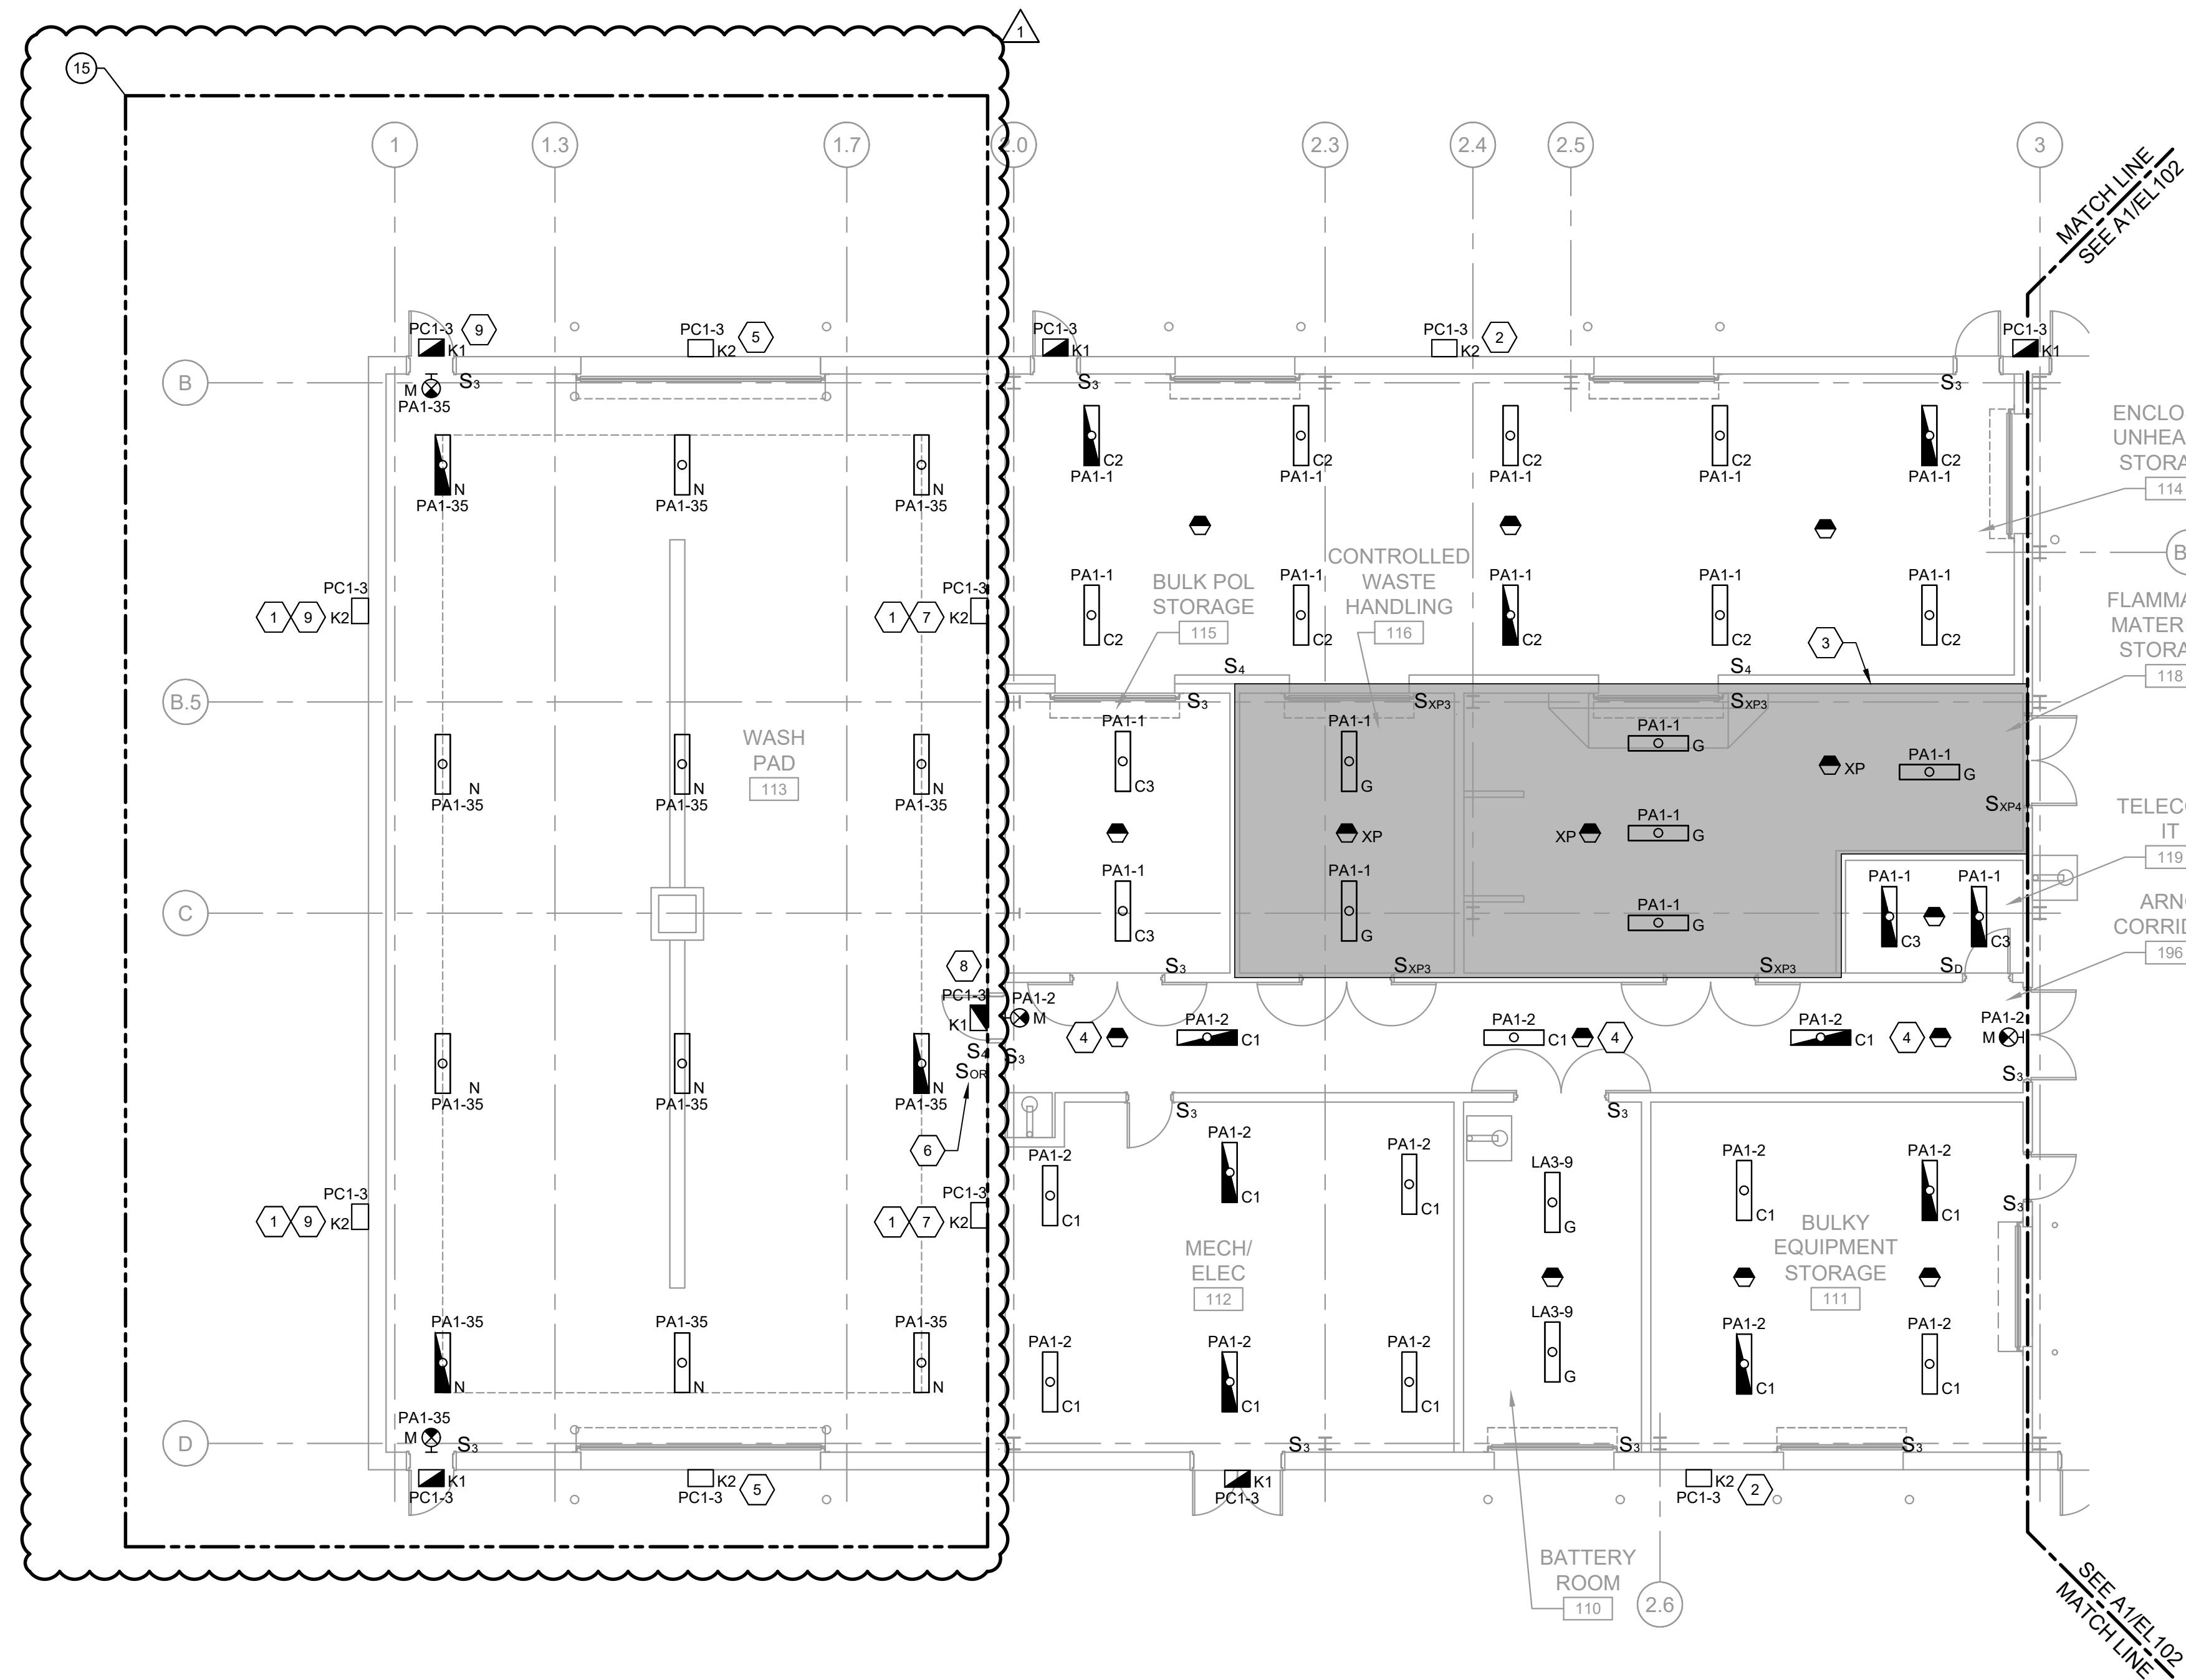 1
15
1
1.3
1.7
2.0
2.3
2.4
2.5
3
MATCH LINE
SEE A1/EL102
PC1-3
9
K1
PC1-3
5
K2
PC1-3
K1
PC1-3
2
K2
PC1-3
K1
B
M
S3
PA1-35
S3
S3
N
PA1-35
N
PA1-35
N
PA1-35
C2
PA1-1
C2
PA1-1
C2
PA1-1
C2
PA1-1
C2
PA1-1
114
B
PC1-3
1
9
K2
PC1-3
1
7
K2
PA1-1
C2
PA1-1
C2
PA1-1
C2
PA1-1
C2
PA1-1
C2
BULK POL
STORAGE
115
CONTROLLED
WASTE
HANDLING
116
3
118
S4
S4
B.5
S3
SXP3
SXP3
WASH
PAD
113
N
PA1-35
N
PA1-35
N
PA1-35
PA1-1
C3
PA1-1
G
PA1-1
G
XP
PA1-1
G
SXP4
XP
XP
PA1-1
G
IT
119
C
PA1-1
C3
PA1-1
G
PA1-1
G
PA1-1
C3
PA1-1
C3
196
8
S3
SXP3
SXP3
SD
PC1-3
K1
PA1-2
M
4
PA1-2
C1
PA1-2
C1
4
PA1-2
C1
4
PA1-2
M
S4
S3
SOR
S3
N
PA1-35
N
PA1-35
N
PA1-35
6
S3
S3
PC1-3
1
9
K2
PC1-3
1
7
K2
PA1-2
C1
PA1-2
C1
PA1-2
C1
LA3-9
G
PA1-2
C1
PA1-2
C1
S3
MECH/
ELEC
112
BULKY
EQUIPMENT
STORAGE
111
PA1-35
N
PA1-35
N
PA1-35
N
PA1-2
C1
PA1-2
C1
PA1-2
C1
LA3-9
G
PA1-2
C1
PA1-2
C1
D
PA1-35
M
S3
S3
S3
S3
K1
PC1-3
K2
PC1-3
5
K1
PC1-3
K2
PC1-3
2
BATTERY
ROOM
110
2.6
SEE A1/EL102
MATCH LINE